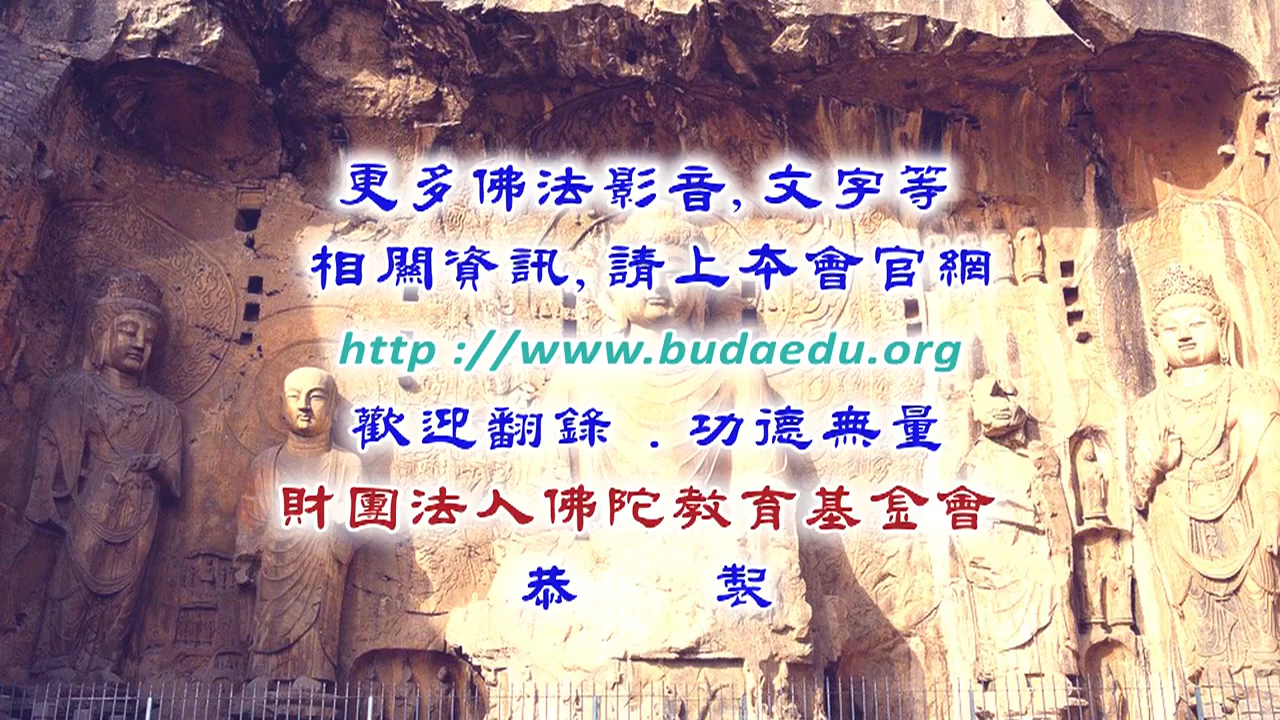 更多佛法影音,文字等
相關資訊,請上本會官網
http ://www.budaedu.org
歡迎翻錄 . 功德無量
財團法人佛陀教育基金會
恭 製